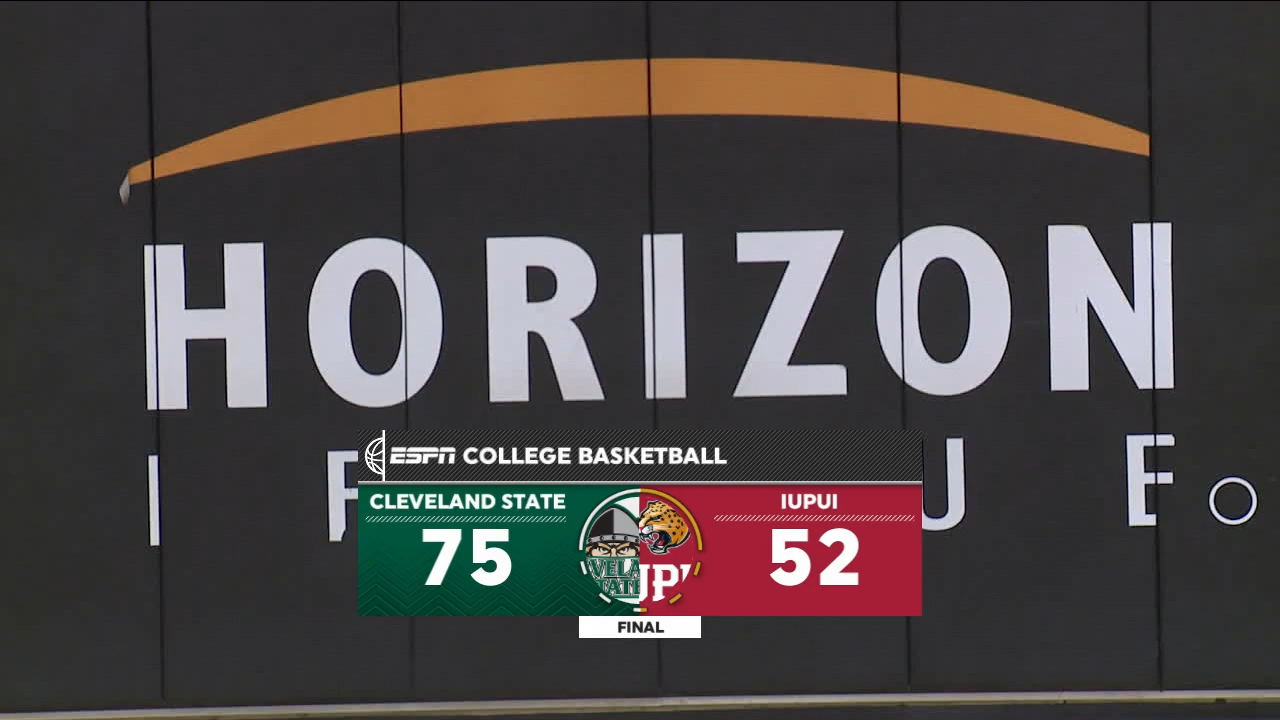 HORIZON
ESPN COLLEGE BASKETBALL
CLEVELAND STATE
IUPUI
75
52
FINAL